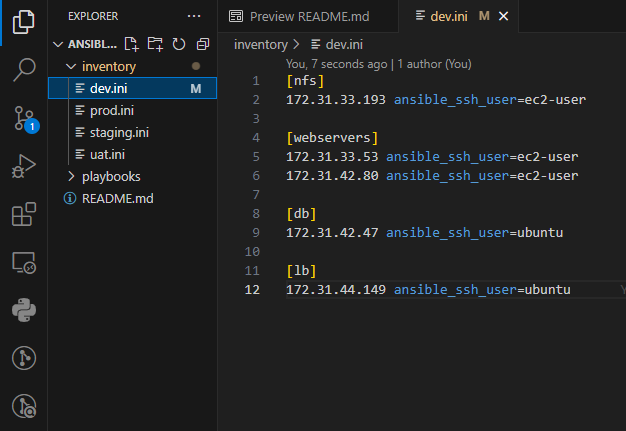 EXPLORER
ANSIBL...
inventory
dev.ini M
prod.ini
staging.ini
uat.ini
playbooks
README.md
1
Preview README.md
dev.ini M
inventory > dev.ini
You, 7 seconds ago | 1 author (You)
1 [nfs]
2 172.31.33.193 ansible_ssh_user=ec2-user
3
4 [webservers]
5 172.31.33.53 ansible_ssh_user=ec2-user
6 172.31.42.80 ansible_ssh_user=ec2-user
7
8 [db]
9 172.31.42.47 ansible_ssh_user=ubuntu
10
11 [lb]
12 172.31.44.149 ansible_ssh_user=ubuntu